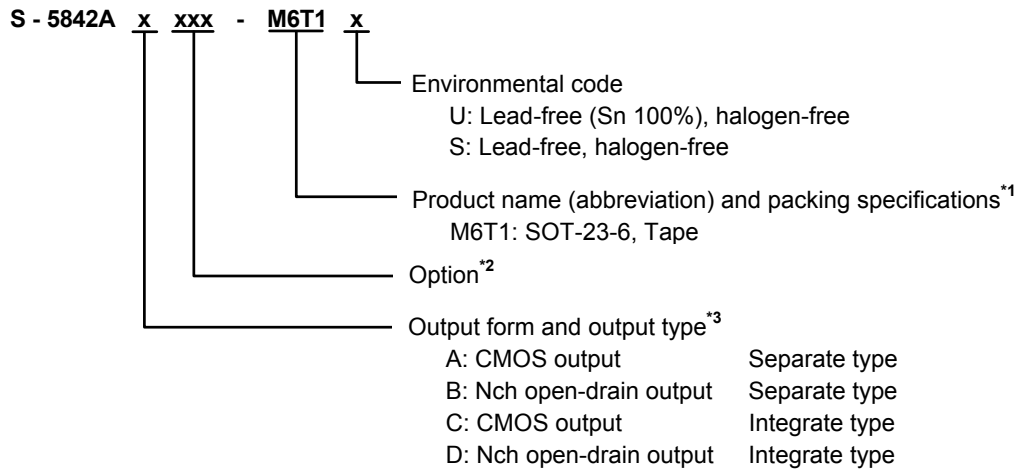 S - 5842A x xxx - M6T1 x
Environmental code
U: Lead-free (Sn 100%), halogen-free
S: Lead-free, halogen-free
Product name (abbreviation) and packing specifications*1
M6T1: SOT-23-6, Tape
Option*2
Output form and output type*3
A: CMOS output Separate type
B: Nch open-drain output Separate type
C: CMOS output Integrate type
D: Nch open-drain output Integrate type